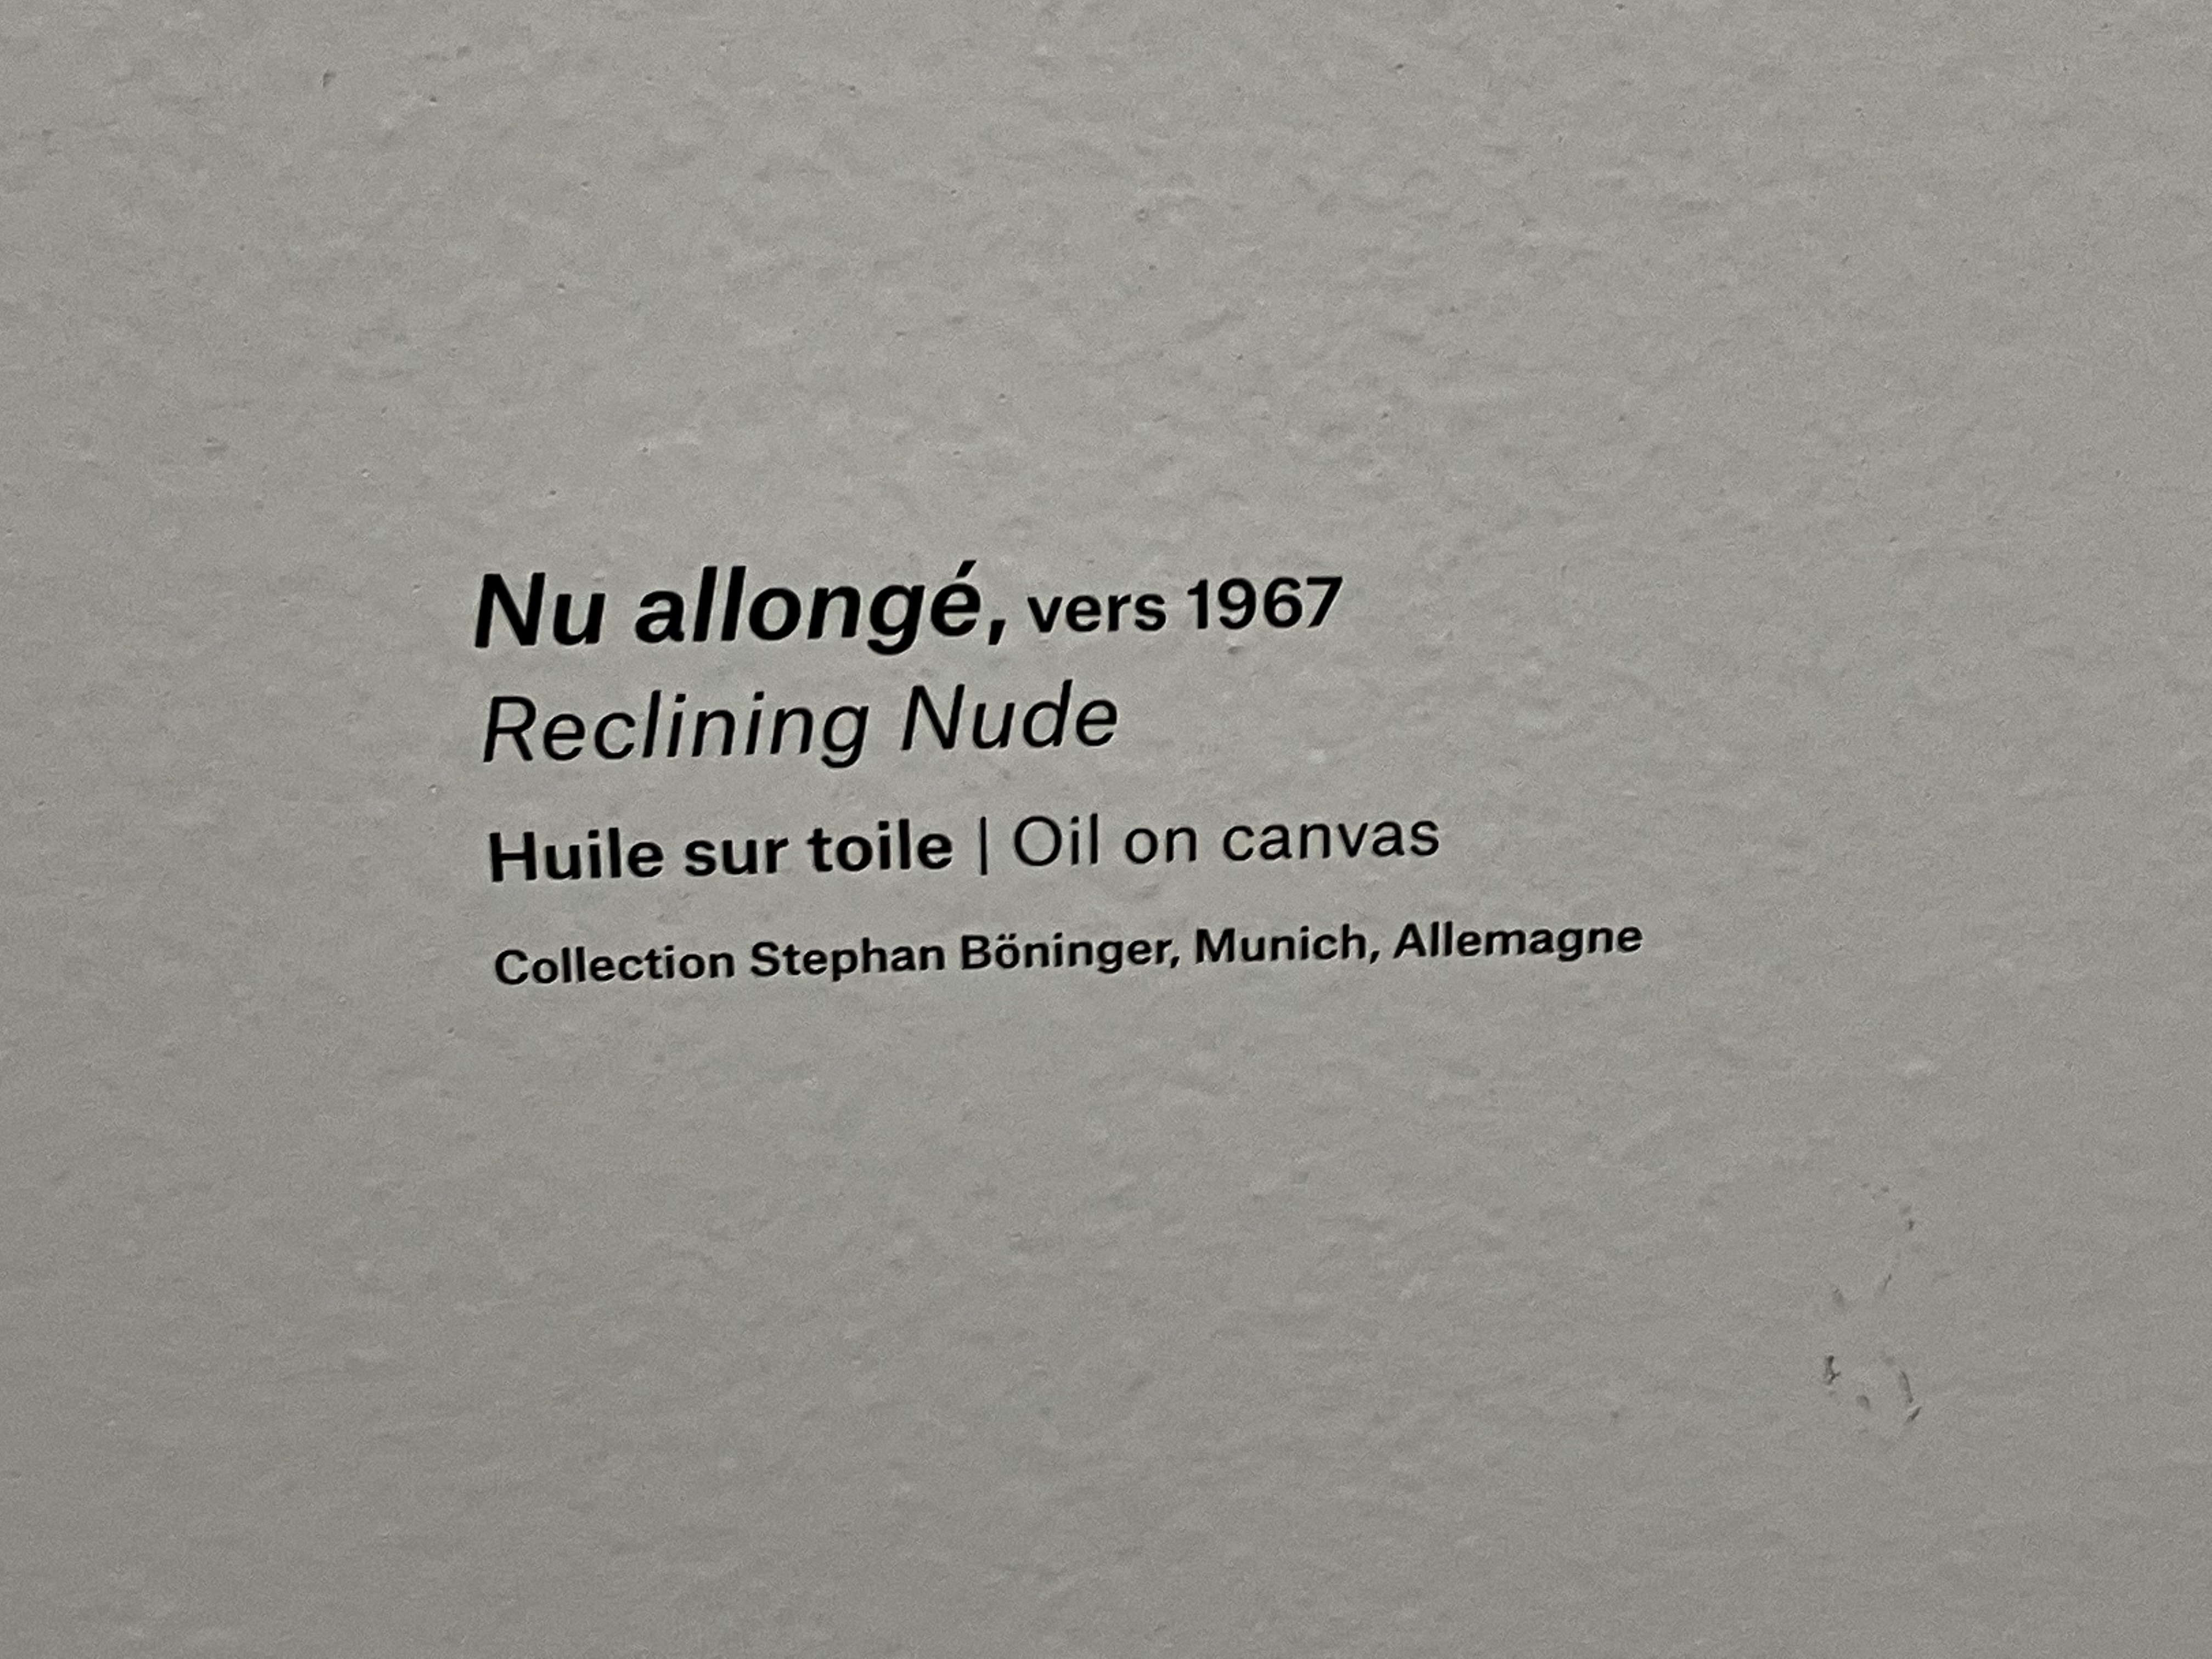 Nu allongé, vers 1967
Reclining Nude
Huile sur toile | Oil on canvas
Collection Stephan Böninger, Munich, Allemagne